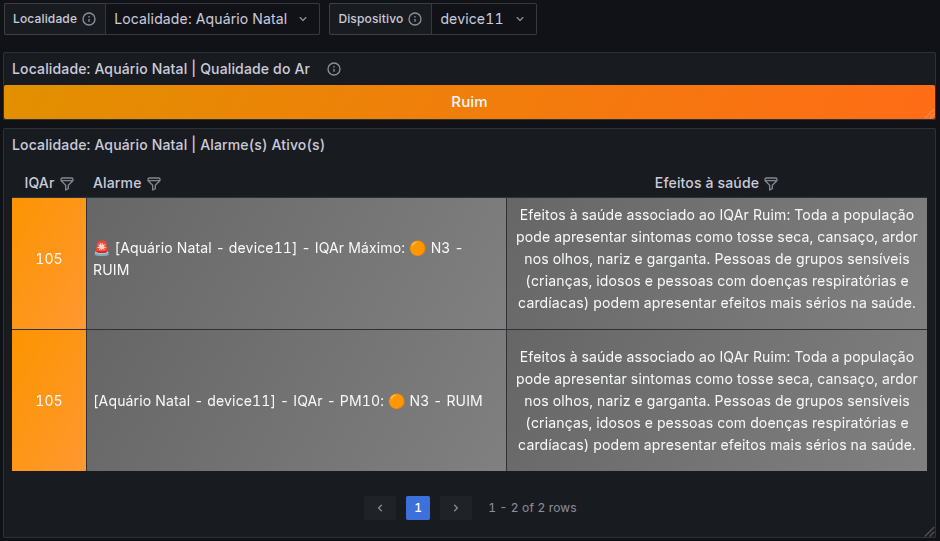 Localidade Localidade: Aquário Natal Dispositivo device11
Localidade: Aquário Natal | Qualidade do Ar
Ruim
Localidade: Aquário Natal | Alarme(s) Ativo(s)
IQAr Alarme Efeitos à saúde
105
🚨 [Aquário Natal - device11] - IQAr Máximo: 🟠 N3 -
RUIM
Efeitos à saúde associado ao IQAr Ruim: Toda a população
pode apresentar sintomas como tosse seca, cansaço, ardor
nos olhos, nariz e garganta. Pessoas de grupos sensíveis
(crianças, idosos e pessoas com doenças respiratórias e
cardíacas) podem apresentar efeitos mais sérios na saúde.
105
[Aquário Natal - device11] - IQAr - PM10: 🟠 N3 - RUIM
Efeitos à saúde associado ao IQAr Ruim: Toda a população
pode apresentar sintomas como tosse seca, cansaço, ardor
nos olhos, nariz e garganta. Pessoas de grupos sensíveis
(crianças, idosos e pessoas com doenças respiratórias e
cardíacas) podem apresentar efeitos mais sérios na saúde.
1 1 - 2 of 2 rows